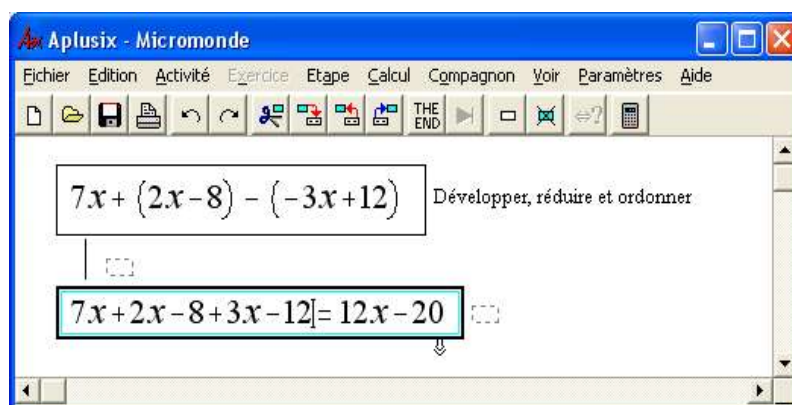 Aplusix - Micromonde
Fichier Edition Activité Exercice Etape Calcul Compagnon Voir Paramètres Aide
THE
END
7x + (2x-8) - (-3x+12) Développer, réduire et ordonner
7x+2x-8+3x-12= 12x-20